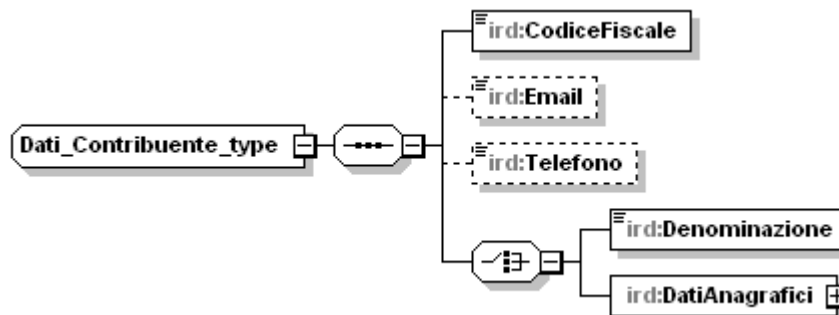 ird:CodiceFiscale
ird:Email
Dati_Contribuente_type
ird:Telefono
ird:Denominazione
ird:DatiAnagrafici